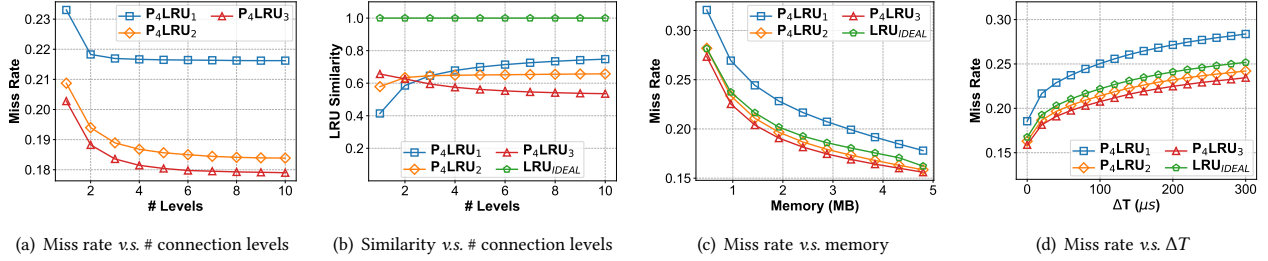 0.23
0.22
0.21
0.20
0.19
0.18
Miss Rate
P₄LRU₁
P₄LRU₂
P₄LRU₃
2
4
6
8
10
# Levels
(a) Miss rate v.s. # connection levels
1.0
0.8
0.6
0.4
0.2
LRU Similarity
P₄LRU₁
P₄LRU₂
P₄LRU₃
LRU_IDEAL
2
4
6
8
10
# Levels
(b) Similarity v.s. # connection levels
0.30
0.25
0.20
0.15
Miss Rate
P₄LRU₁
P₄LRU₂
P₄LRU₃
LRU_IDEAL
1
2
3
4
5
Memory (MB)
(c) Miss rate v.s. memory
0.30
0.25
0.20
0.15
Miss Rate
P₄LRU₁
P₄LRU₂
P₄LRU₃
LRU_IDEAL
0
100
200
300
ΔT (μs)
(d) Miss rate v.s. ΔT